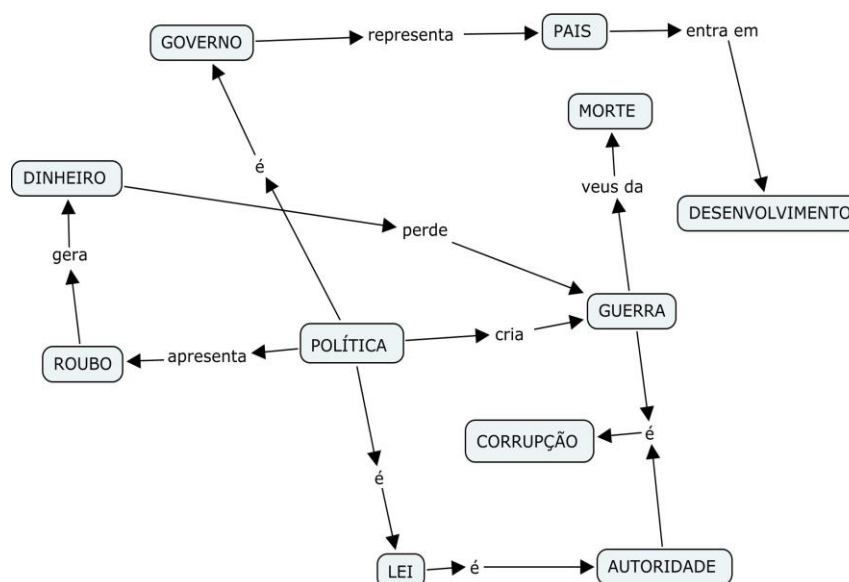 GOVERNO
representa
PAIS
entra em
MORTE
é
DINHEIRO
veus da
DESENVOLVIMENTO
perde
gera
GUERRA
cria
POLÍTICA
apresenta
ROUBO
CORRUPÇÃO
é
é
LEI
é
AUTORIDADE